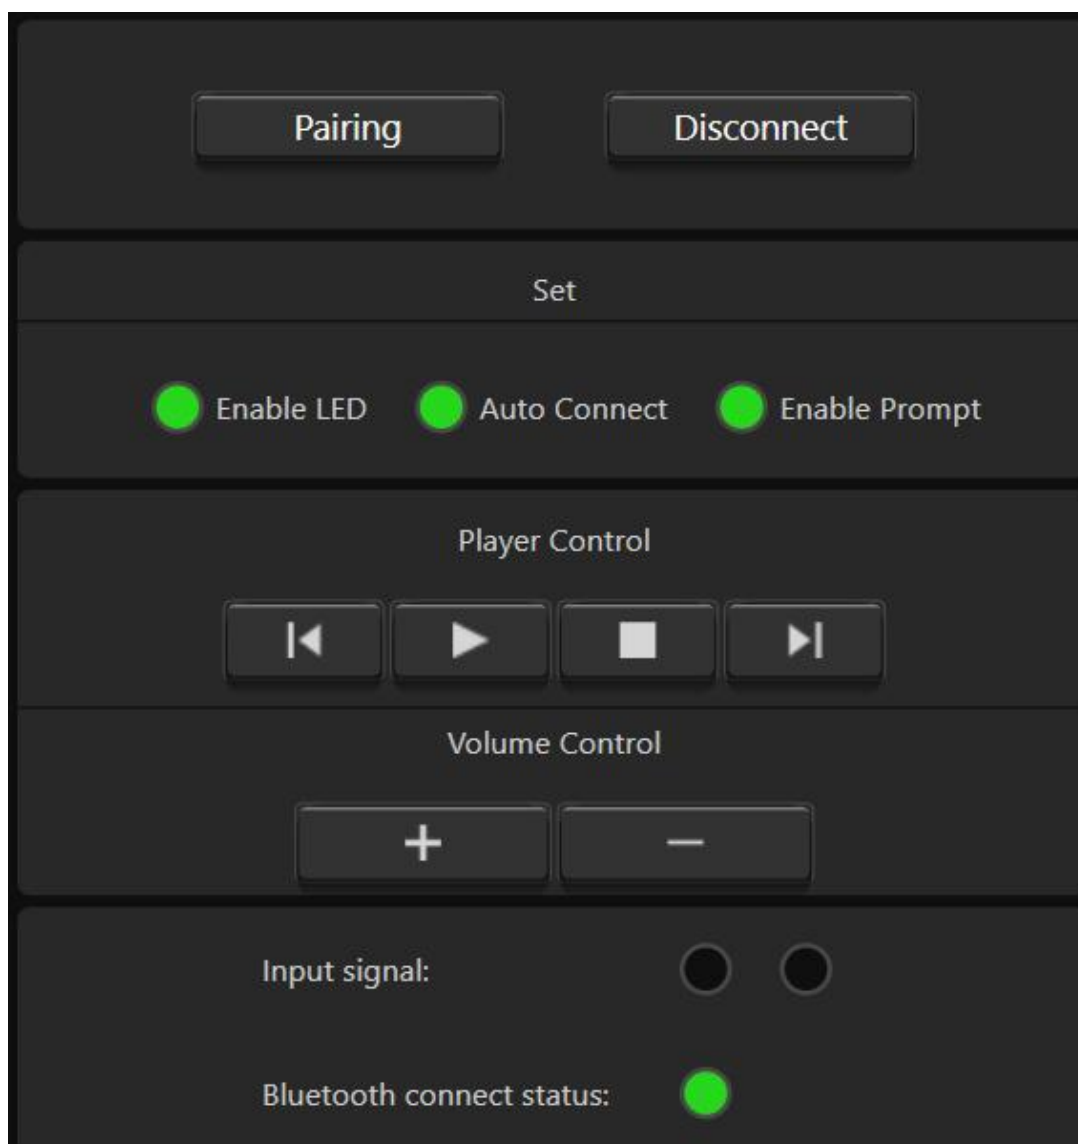 Pairing Disconnect
Set
Enable LED Auto Connect Enable Prompt
Player Control
Volume Control
Input signal:
Bluetooth connect status: